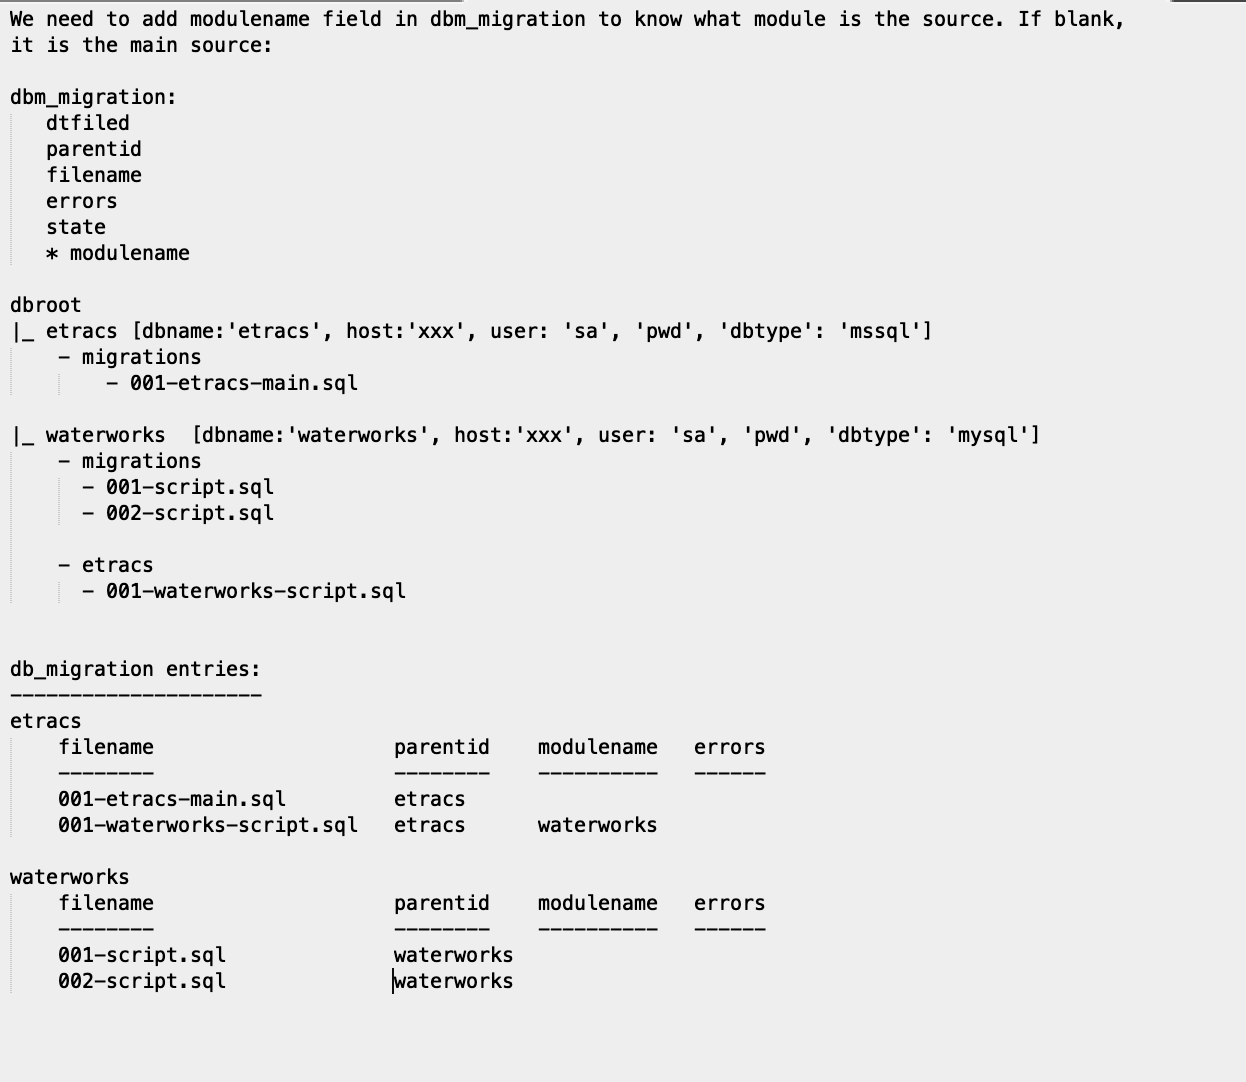 We need to add modulename field in dbm_migration to know what module is the source. If blank,
it is the main source:
dbm_migration:
dtfiled
parentid
filename
errors
state
* modulename
dbroot
|_ etracs [dbname:'etracs', host:'xxx', user: 'sa', 'pwd', 'dbtype': 'mssql']
– migrations
– 001–etracs–main.sql
|_ waterworks  [dbname:'waterworks', host:'xxx', user: 'sa', 'pwd', 'dbtype': 'mysql']
– migrations
– 001–script.sql
– 002–script.sql
– etracs
– 001–waterworks–script.sql
db_migration entries:
–––––––––––––––––––––
etracs
filename parentid modulename errors
–––––––– –––––––– –––––––––– ––––––
001–etracs–main.sql etracs
001–waterworks–script.sql etracs waterworks
waterworks
filename parentid modulename errors
–––––––– –––––––– –––––––––– ––––––
001–script.sql waterworks
002–script.sql waterworks